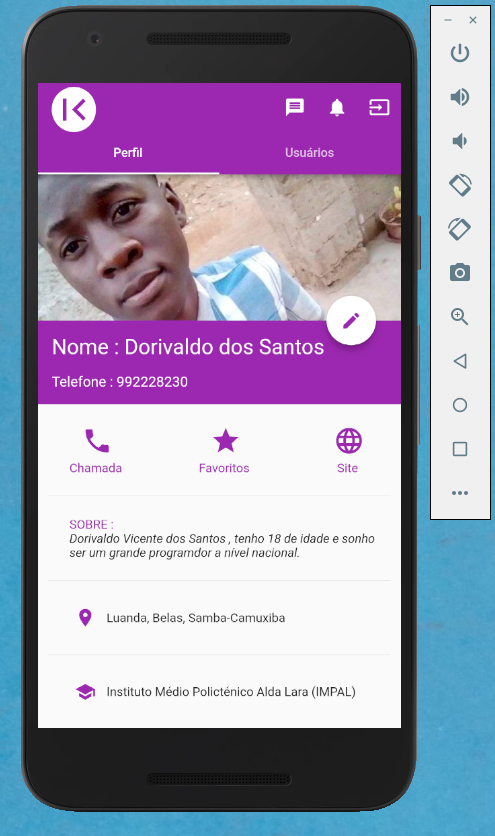 Perfil
Usuários
Nome : Dorivaldo dos Santos
Telefone : 992228230
Chamada
Favoritos
Site
SOBRE :
Dorivaldo Vicente dos Santos , tenho 18 de idade e sonho
ser um grande programdor a nível nacional.
Luanda, Belas, Samba-Camuxiba
Instituto Médio Policténico Alda Lara (IMPAL)